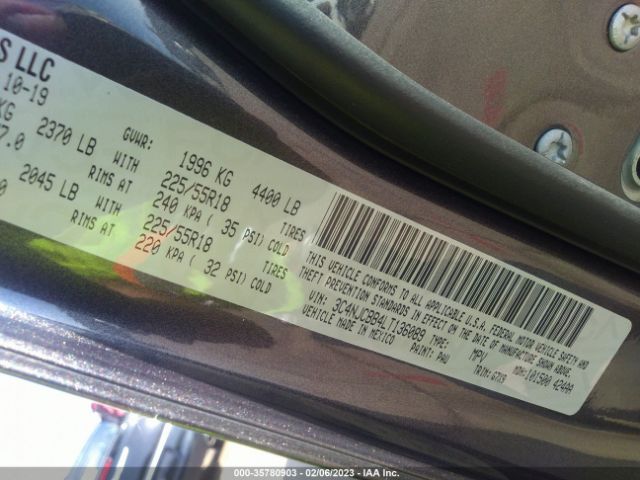 S LLC
10-19
KG 2370 LB
7.0 WITH
RIMS AT
2045 LB
WITH
RIMS AT
GVWR: 1996 KG 4400 LB
225/55R18 TIRES
240 KPA ( 35 PSI) COLD
225/55R18 TIRES
220 KPA ( 32 PSI) COLD
THIS VEHICLE CONFORMS TO ALL APPLICABLE U.S.A. FEDERAL MOTOR VEHICLE SAFETY AND
THEFT PREVENTION STANDARDS IN EFFECT ON THE DATE OF MANUFACTURE SHOWN ABOVE.
VIN: 3C4NJCBB4LT136089 TYPE: MPV MDH: 101500 424AA
VEHICLE MADE IN MEXICO PAINT: PAU TRIM: G7X9
000-35780903 - 02/06/2023 - IAA Inc.